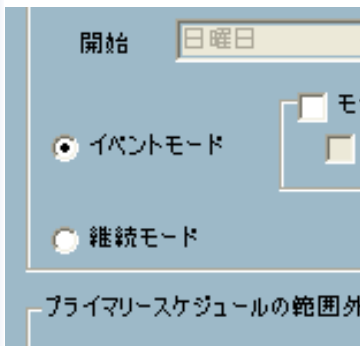 開始 日曜日
モ
イベントモード
継続モード
プライマリースケジュールの範囲外